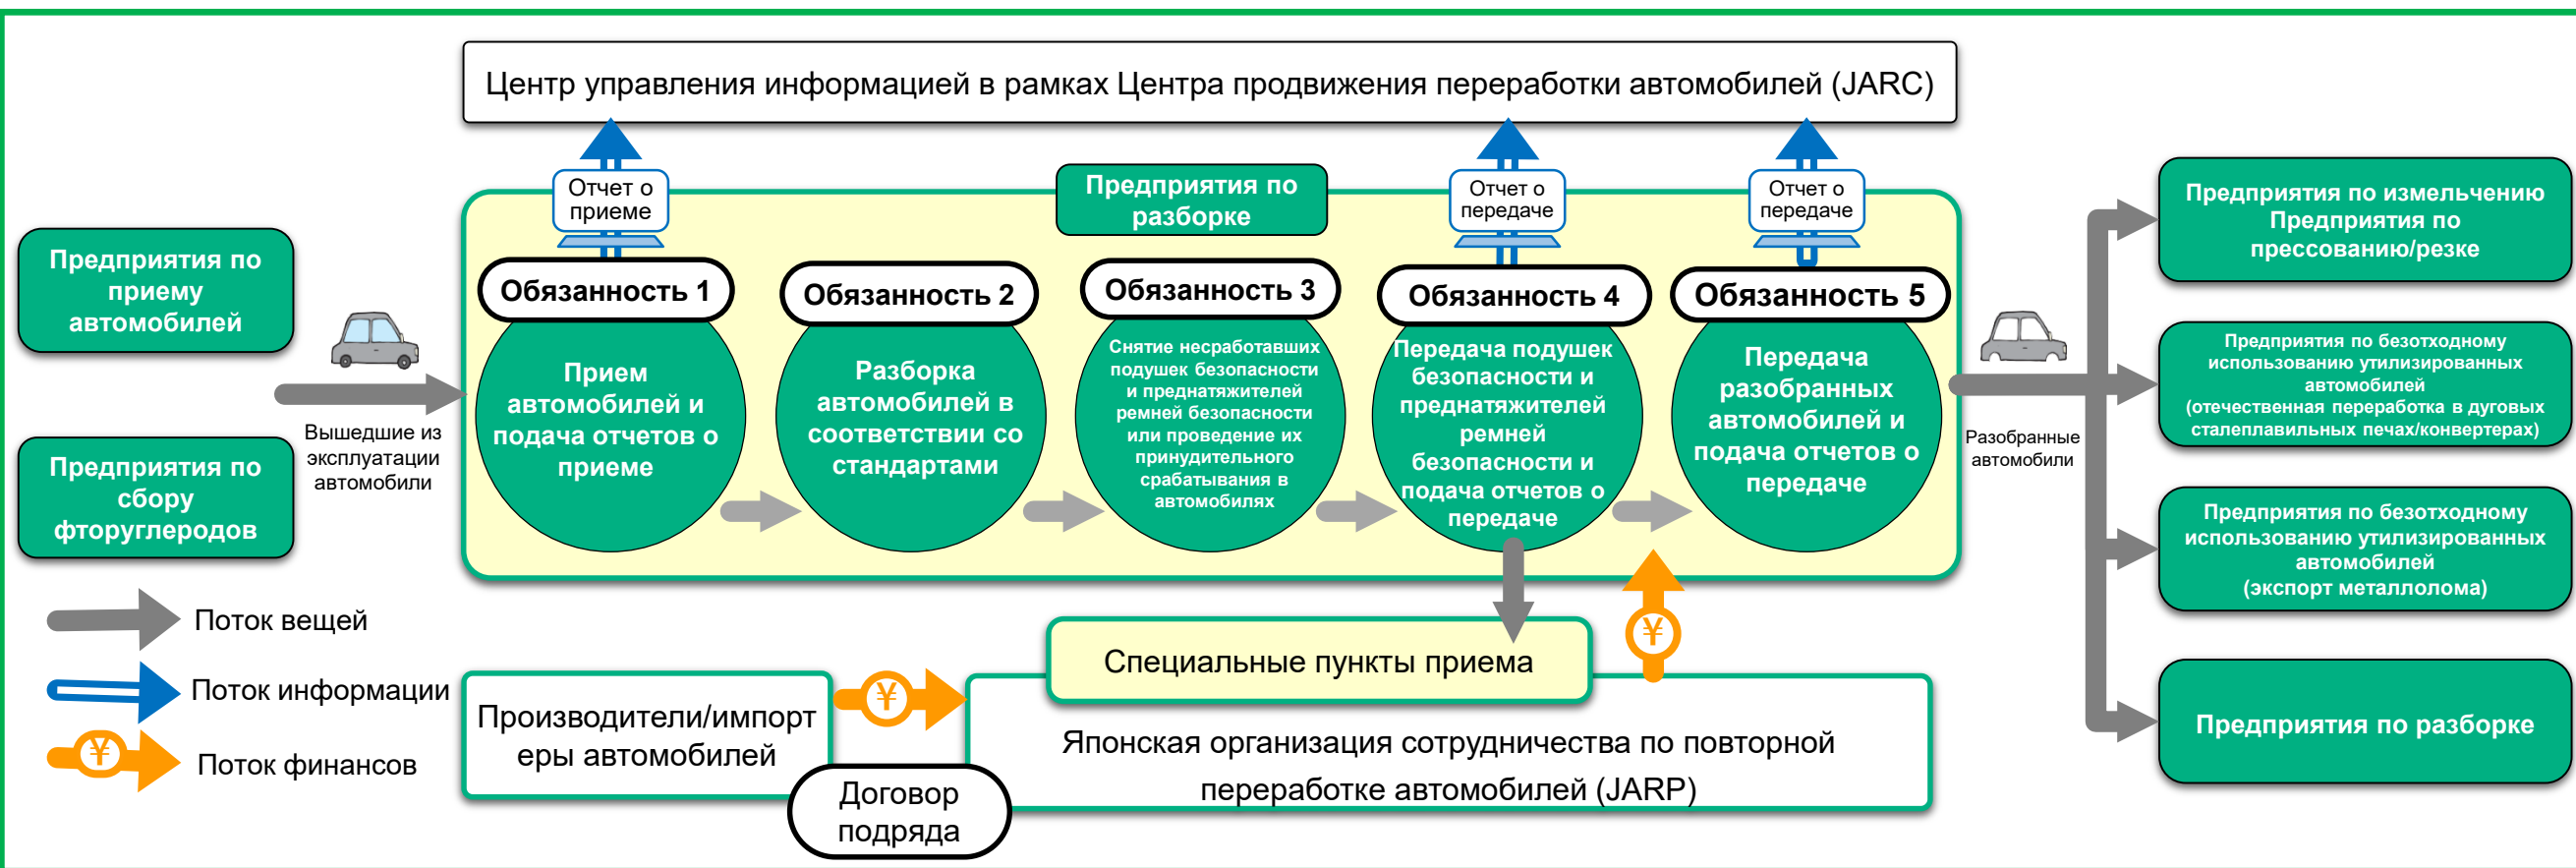 Центр управления информацией в рамках Центра продвижения переработки автомобилей (JARC)
Отчет о
приеме
Предприятия по
разборке
Отчет о
передаче
Отчет о
передаче
Предприятия по
приему
автомобилей
Предприятия по
сбору
фторуглеродов
Вышедшие из
эксплуатации
автомобили
Обязанность 1
Прием
автомобилей и
подача отчетов о
приеме
Обязанность 2
Разборка
автомобилей в
соответствии со
стандартами
Обязанность 3
Снятие несработавших
подушек безопасности
и преднатяжителей
ремней безопасности
или проведение их
принудительного
срабатывания в
автомобилях
Обязанность 4
Передача подушек
безопасности и
преднатяжителей
ремней
безопасности и
подача отчетов о
передаче
Обязанность 5
Передача
разобранных
автомобилей и
подача отчетов о
передаче
Разобранные
автомобили
Предприятия по измельчению
Предприятия по
прессованию/резке
Предприятия по безотходному
использованию утилизированных
автомобилей
(отечественная переработка в дуговых
сталеплавильных печах/конвертерах)
Предприятия по безотходному
использованию утилизированных
автомобилей
(экспорт металлолома)
Предприятия по разборке
Поток вещей
Поток информации
¥
Поток финансов
Производители/импорт
еры автомобилей
¥
Договор
подряда
Специальные пункты приема
¥
Японская организация сотрудничества по повторной
переработке автомобилей (JARP)